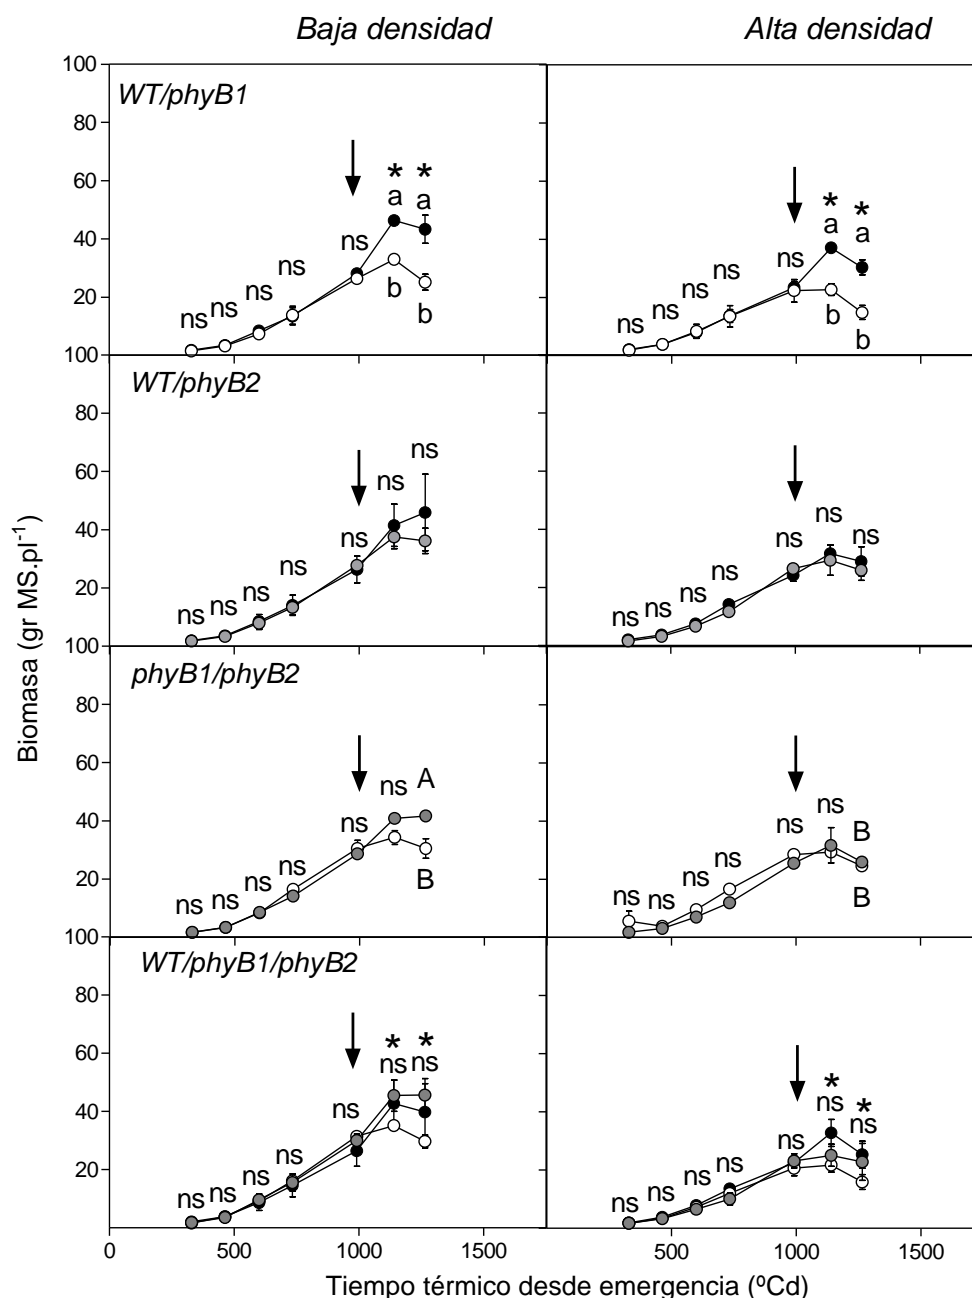 Baja densidad Alta densidad
100
WT/phyB1
80
60
* * * *
a a a a
40
ns ns ns ns
20
ns ns ns ns ns ns
b b b b
100
WT/phyB2
80
60
ns ns ns ns
40
ns ns ns ns
20
ns ns ns ns ns ns
100
phyB1/phyB2
80
60
ns A ns B
40
ns ns ns ns
20
ns ns ns ns ns ns
B B
100
WT/phyB1/phyB2
80
60
* * * *
ns ns ns ns
40
ns ns ns ns
20
ns ns ns ns ns ns
0 500 1000 1500 500 1000 1500
Biomasa (gr MS.pl⁻¹)
Tiempo térmico desde emergencia (ºCd)